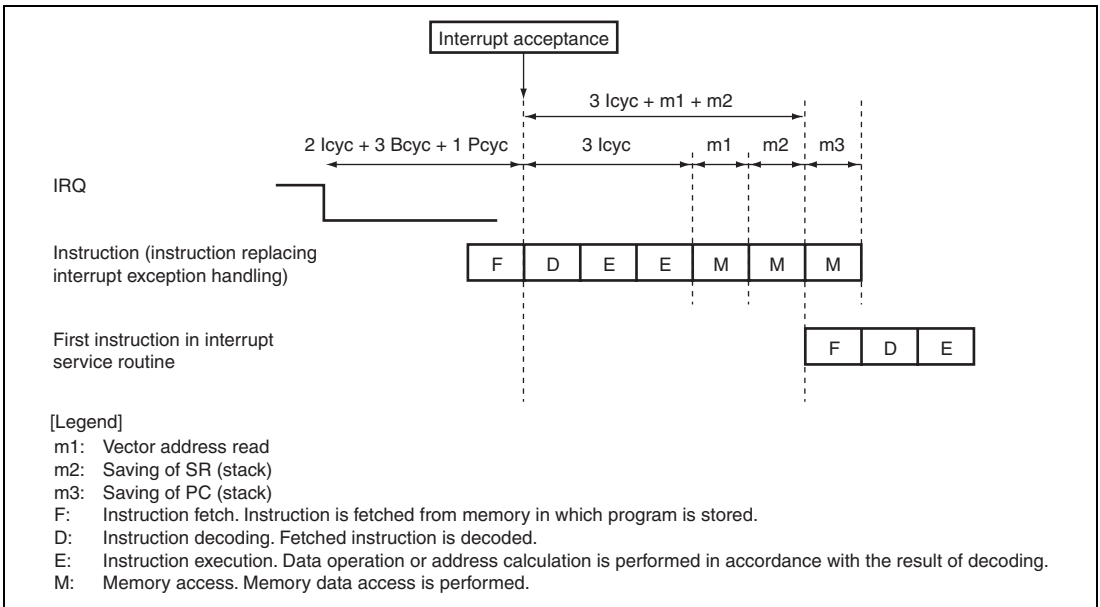 Interrupt acceptance
3 Icyc + m1 + m2
2 Icyc + 3 Bcyc + 1 Pcyc
3 Icyc
m1
m2
m3
IRQ
Instruction (instruction replacing
interrupt exception handling)
F D E E M M M
First instruction in interrupt
service routine
F D E
[Legend]
m1: Vector address read
m2: Saving of SR (stack)
m3: Saving of PC (stack)
F: Instruction fetch. Instruction is fetched from memory in which program is stored.
D: Instruction decoding. Fetched instruction is decoded.
E: Instruction execution. Data operation or address calculation is performed in accordance with the result of decoding.
M: Memory access. Memory data access is performed.